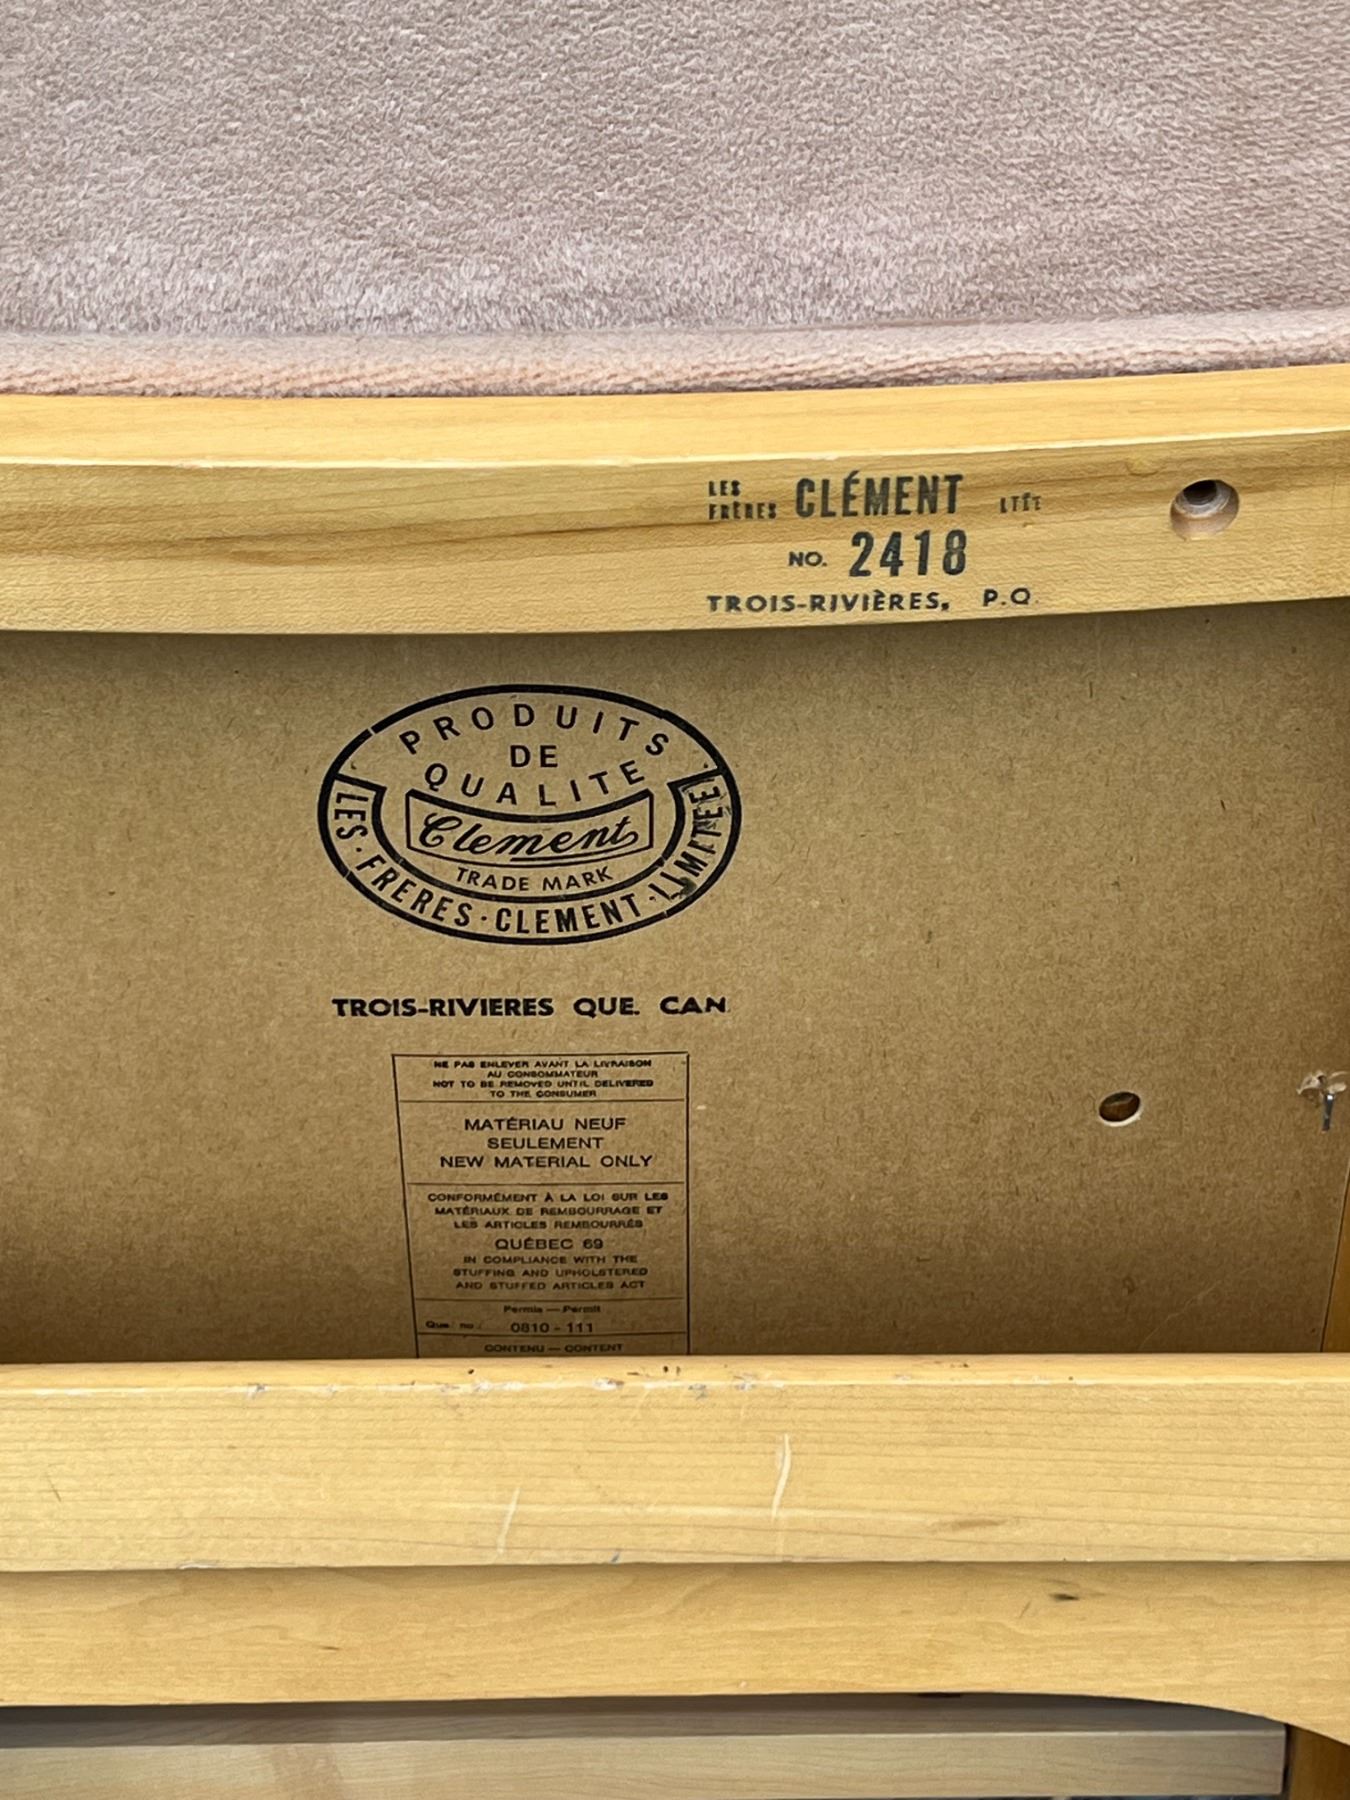 LES FRÈRES CLÉMENT LTÉE
NO. 2418
TROIS-RIVIÈRES, P.Q.
PRODUITS
DE
QUALITE
Clement
TRADE MARK
LES·FRERES·CLEMENT·LIMITEE
TROIS-RIVIERES QUE. CAN.
NE PAS ENLEVER AVANT LA LIVRAISON
AU CONSOMMATEUR
NOT TO BE REMOVED UNTIL DELIVERED
TO THE CONSUMER
MATÉRIAU NEUF
SEULEMENT
NEW MATERIAL ONLY
CONFORMÉMENT À LA LOI SUR LES
MATÉRIAUX DE REMBOURRAGE ET
LES ARTICLES REMBOURRÉS
QUÉBEC 69
IN COMPLIANCE WITH THE
STUFFING AND UPHOLSTERED
AND STUFFED ARTICLES ACT
Permis — Permit
Que. no.: 0810 - 111
CONTENU — CONTENT